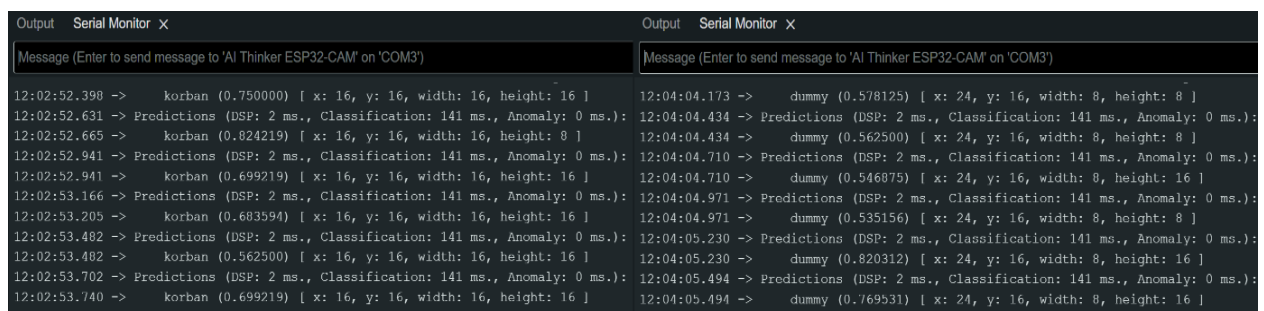 Output Serial Monitor X
Message (Enter to send message to 'AI Thinker ESP32-CAM' on 'COM3')
12:02:52.398 -> korban (0.750000) [ x: 16, y: 16, width: 16, height: 16 ]
12:02:52.631 -> Predictions (DSP: 2 ms., Classification: 141 ms., Anomaly: 0 ms.):
12:02:52.665 -> korban (0.824219) [ x: 16, y: 16, width: 16, height: 8 ]
12:02:52.941 -> Predictions (DSP: 2 ms., Classification: 141 ms., Anomaly: 0 ms.):
12:02:52.941 -> korban (0.699219) [ x: 16, y: 16, width: 16, height: 16 ]
12:02:53.166 -> Predictions (DSP: 2 ms., Classification: 141 ms., Anomaly: 0 ms.):
12:02:53.205 -> korban (0.683594) [ x: 16, y: 16, width: 16, height: 16 ]
12:02:53.482 -> Predictions (DSP: 2 ms., Classification: 141 ms., Anomaly: 0 ms.):
12:02:53.482 -> korban (0.562500) [ x: 16, y: 16, width: 16, height: 16 ]
12:02:53.702 -> Predictions (DSP: 2 ms., Classification: 141 ms., Anomaly: 0 ms.):
12:02:53.740 -> korban (0.699219) [ x: 16, y: 16, width: 16, height: 16 ]
Output Serial Monitor X
Message (Enter to send message to 'AI Thinker ESP32-CAM' on 'COM3')
12:04:04.173 -> dummy (0.578125) [ x: 24, y: 16, width: 8, height: 8 ]
12:04:04.434 -> Predictions (DSP: 2 ms., Classification: 141 ms., Anomaly: 0 ms.):
12:04:04.434 -> dummy (0.562500) [ x: 24, y: 16, width: 8, height: 8 ]
12:04:04.710 -> Predictions (DSP: 2 ms., Classification: 141 ms., Anomaly: 0 ms.):
12:04:04.710 -> dummy (0.546875) [ x: 24, y: 16, width: 8, height: 16 ]
12:04:04.971 -> Predictions (DSP: 2 ms., Classification: 141 ms., Anomaly: 0 ms.):
12:04:04.971 -> dummy (0.535156) [ x: 24, y: 16, width: 8, height: 8 ]
12:04:05.230 -> Predictions (DSP: 2 ms., Classification: 141 ms., Anomaly: 0 ms.):
12:04:05.230 -> dummy (0.820312) [ x: 24, y: 16, width: 8, height: 16 ]
12:04:05.494 -> Predictions (DSP: 2 ms., Classification: 141 ms., Anomaly: 0 ms.):
12:04:05.494 -> dummy (0.769531) [ x: 24, y: 16, width: 8, height: 16 ]